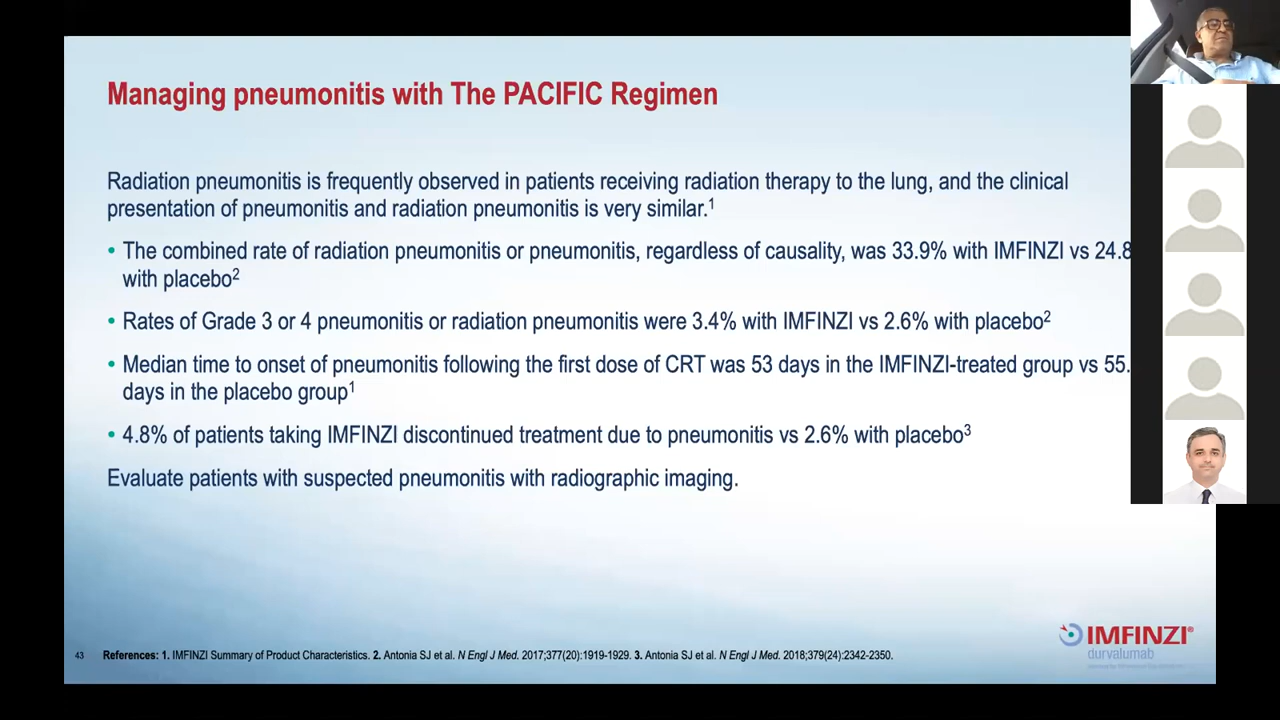 Managing pneumonitis with The PACIFIC Regimen
Radiation pneumonitis is frequently observed in patients receiving radiation therapy to the lung, and the clinical
presentation of pneumonitis and radiation pneumonitis is very similar.1
• The combined rate of radiation pneumonitis or pneumonitis, regardless of causality, was 33.9% with IMFINZI vs 24.8
with placebo2
• Rates of Grade 3 or 4 pneumonitis or radiation pneumonitis were 3.4% with IMFINZI vs 2.6% with placebo2
• Median time to onset of pneumonitis following the first dose of CRT was 53 days in the IMFINZI-treated group vs 55.
days in the placebo group1
• 4.8% of patients taking IMFINZI discontinued treatment due to pneumonitis vs 2.6% with placebo3
Evaluate patients with suspected pneumonitis with radiographic imaging.
IMFINZI®
durvalumab
43 References: 1. IMFINZI Summary of Product Characteristics. 2. Antonia SJ et al. N Engl J Med. 2017;377(20):1919-1929. 3. Antonia SJ et al. N Engl J Med. 2018;379(24):2342-2350.